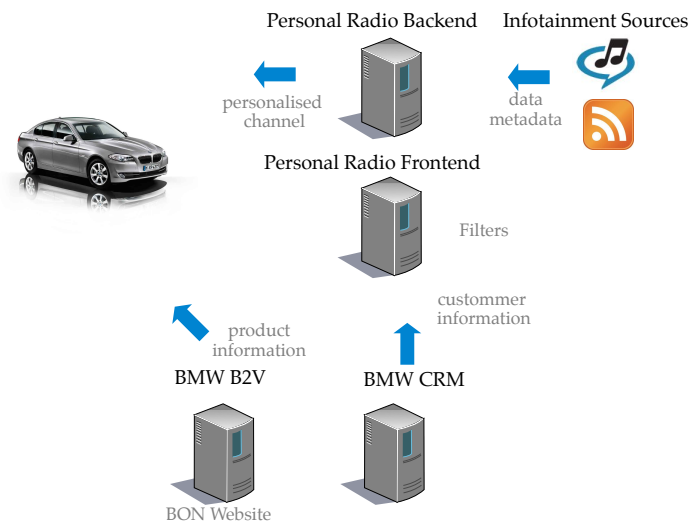 Personal Radio Backend
Infotainment Sources
personalised
channel
data
metadata
Personal Radio Frontend
Filters
custommer
information
product
information
BMW B2V
BMW CRM
BON Website